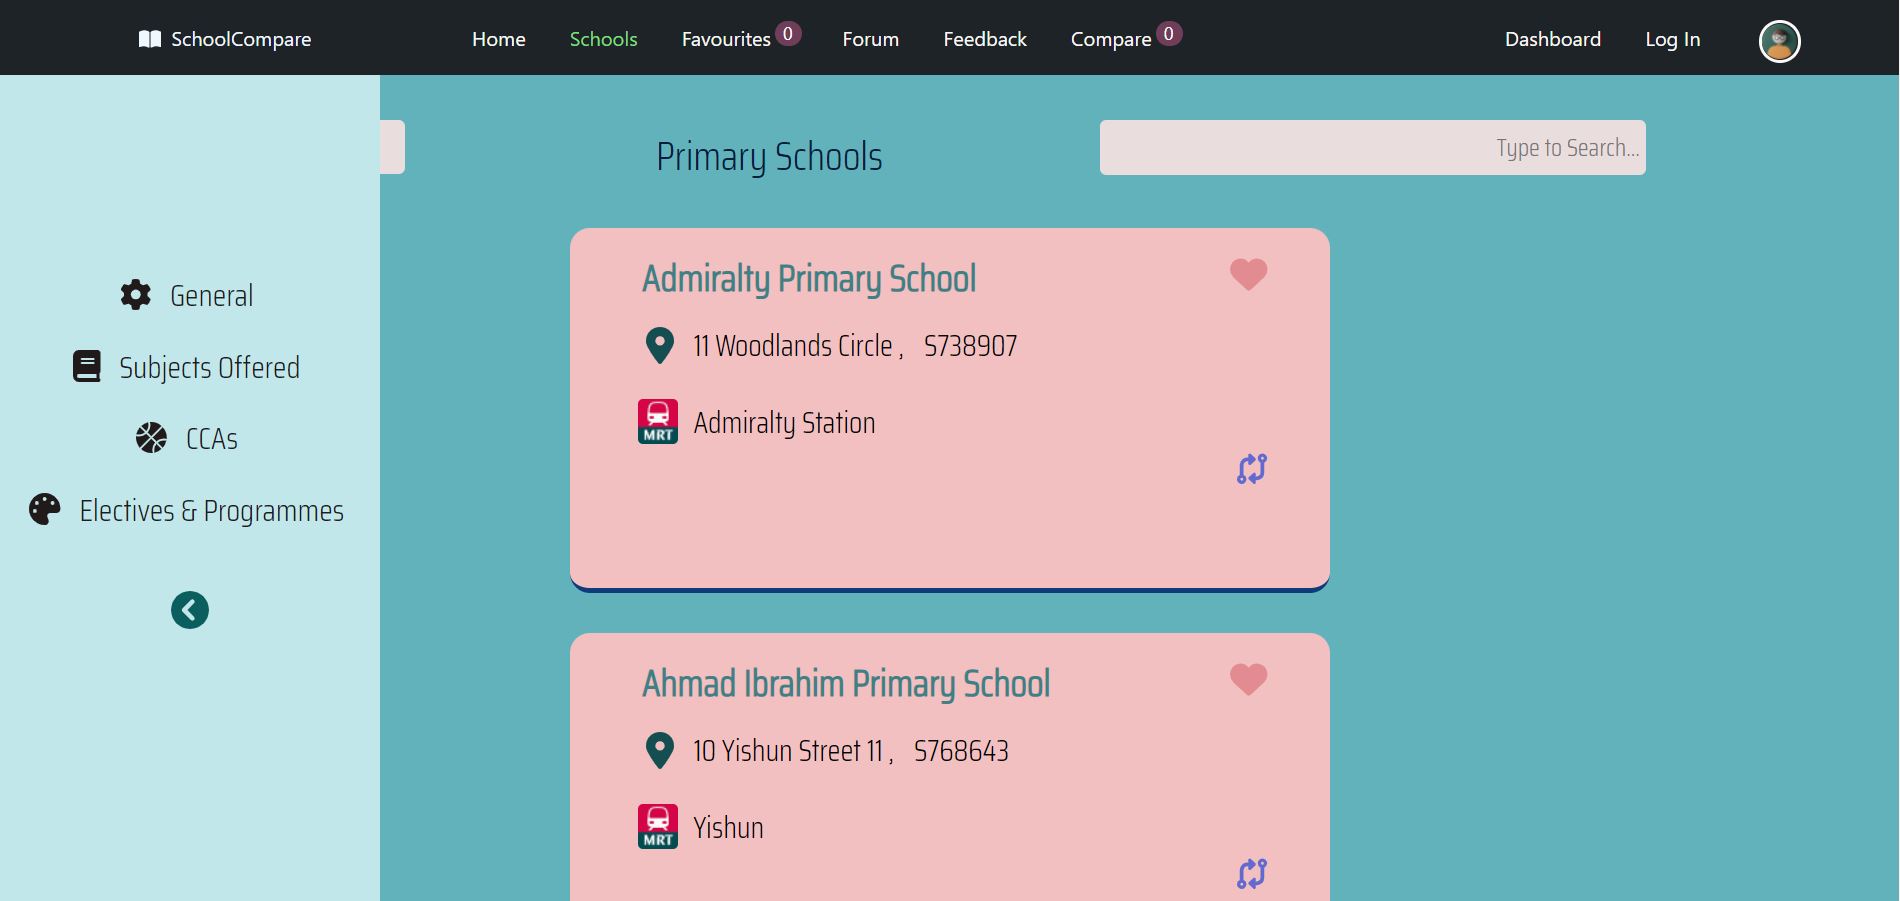 SchoolCompare Home Schools Favourites 0 Forum Feedback Compare 0 Dashboard Log In
General
Subjects Offered
CCAs
Electives & Programmes
Primary Schools Type to Search...
Admiralty Primary School
11 Woodlands Circle , S738907
MRT Admiralty Station
Ahmad Ibrahim Primary School
10 Yishun Street 11 , S768643
MRT Yishun